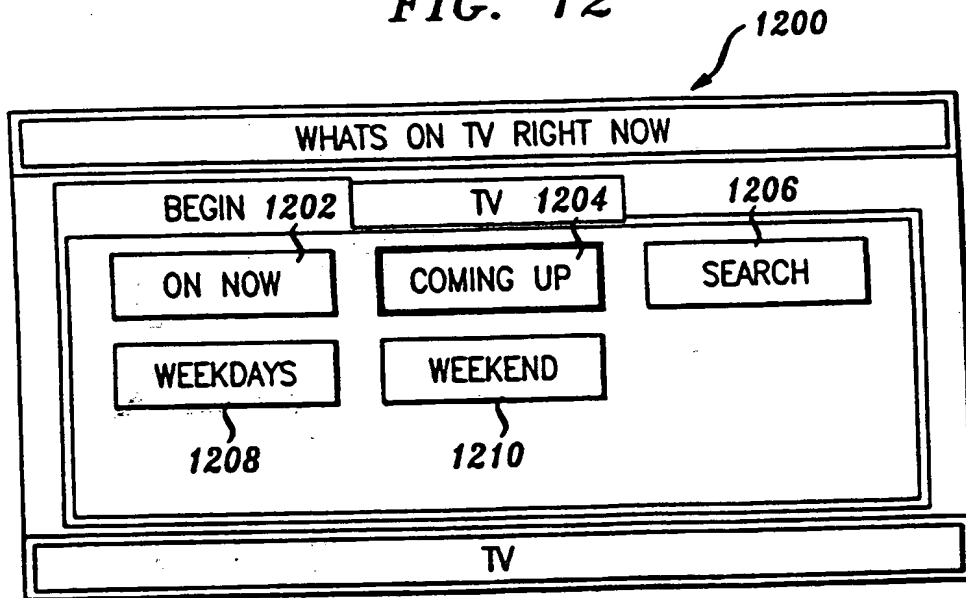 FIG. 12
1200
WHATS ON TV RIGHT NOW
BEGIN 1202 TV 1204 1206
ON NOW COMING UP SEARCH
WEEKDAYS WEEKEND
1208 1210
TV